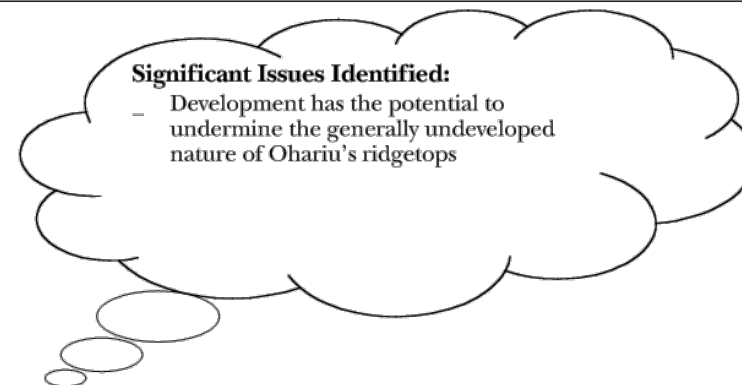 Significant Issues Identified:
_ Development has the potential to
undermine the generally undeveloped
nature of Ohariu's ridgetops